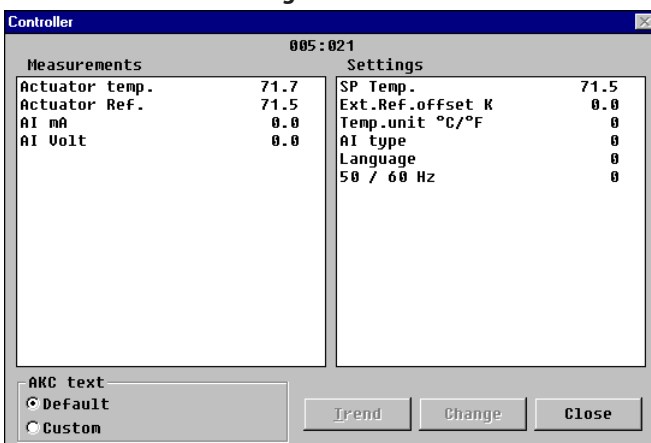 Controller
005:021
Measurements
Actuator temp. 71.7
Actuator Ref. 71.5
AI mA 0.0
AI Volt 0.0
Settings
SP Temp. 71.5
Ext.Ref.offset K 0.0
Temp.unit °C/°F 0
AI type 0
Language 0
50 / 60 Hz 0
AKC text
Default
Custom
Trend
Change
Close